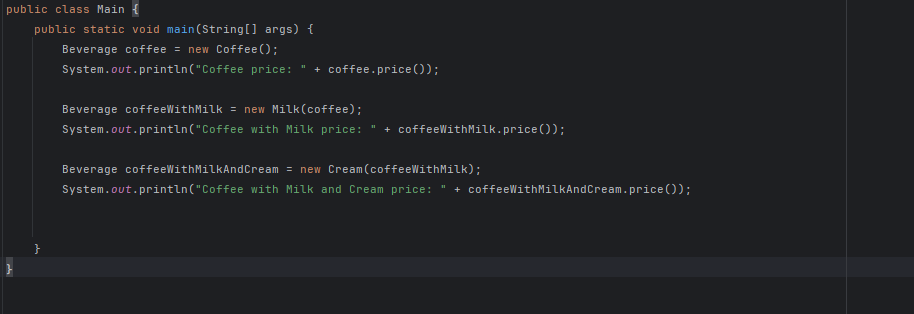 public class Main {
    public static void main(String[] args) {
        Beverage coffee = new Coffee();
        System.out.println("Coffee price: " + coffee.price());
        Beverage coffeeWithMilk = new Milk(coffee);
        System.out.println("Coffee with Milk price: " + coffeeWithMilk.price());
        Beverage coffeeWithMilkAndCream = new Cream(coffeeWithMilk);
        System.out.println("Coffee with Milk and Cream price: " + coffeeWithMilkAndCream.price());
    }
}